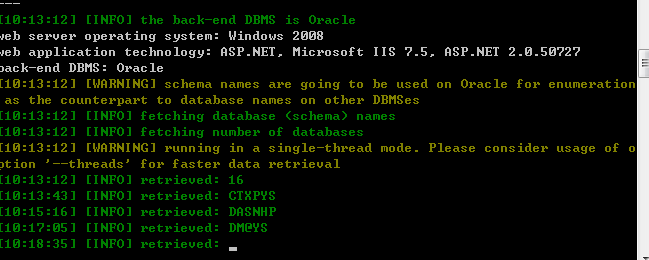 ---
[10:13:12] [INFO] the back-end DBMS is Oracle
web server operating system: Windows 2008
web application technology: ASP.NET, Microsoft IIS 7.5, ASP.NET 2.0.50727
back-end DBMS: Oracle
[10:13:12] [WARNING] schema names are going to be used on Oracle for enumeration
as the counterpart to database names on other DBMSes
[10:13:12] [INFO] fetching database (schema) names
[10:13:12] [INFO] fetching number of databases
[10:13:12] [WARNING] running in a single-thread mode. Please consider usage of o
ption '--threads' for faster data retrieval
[10:13:12] [INFO] retrieved: 16
[10:13:43] [INFO] retrieved: CTXPYS
[10:15:16] [INFO] retrieved: DASNHP
[10:17:05] [INFO] retrieved: DM@YS
[10:18:35] [INFO] retrieved: _